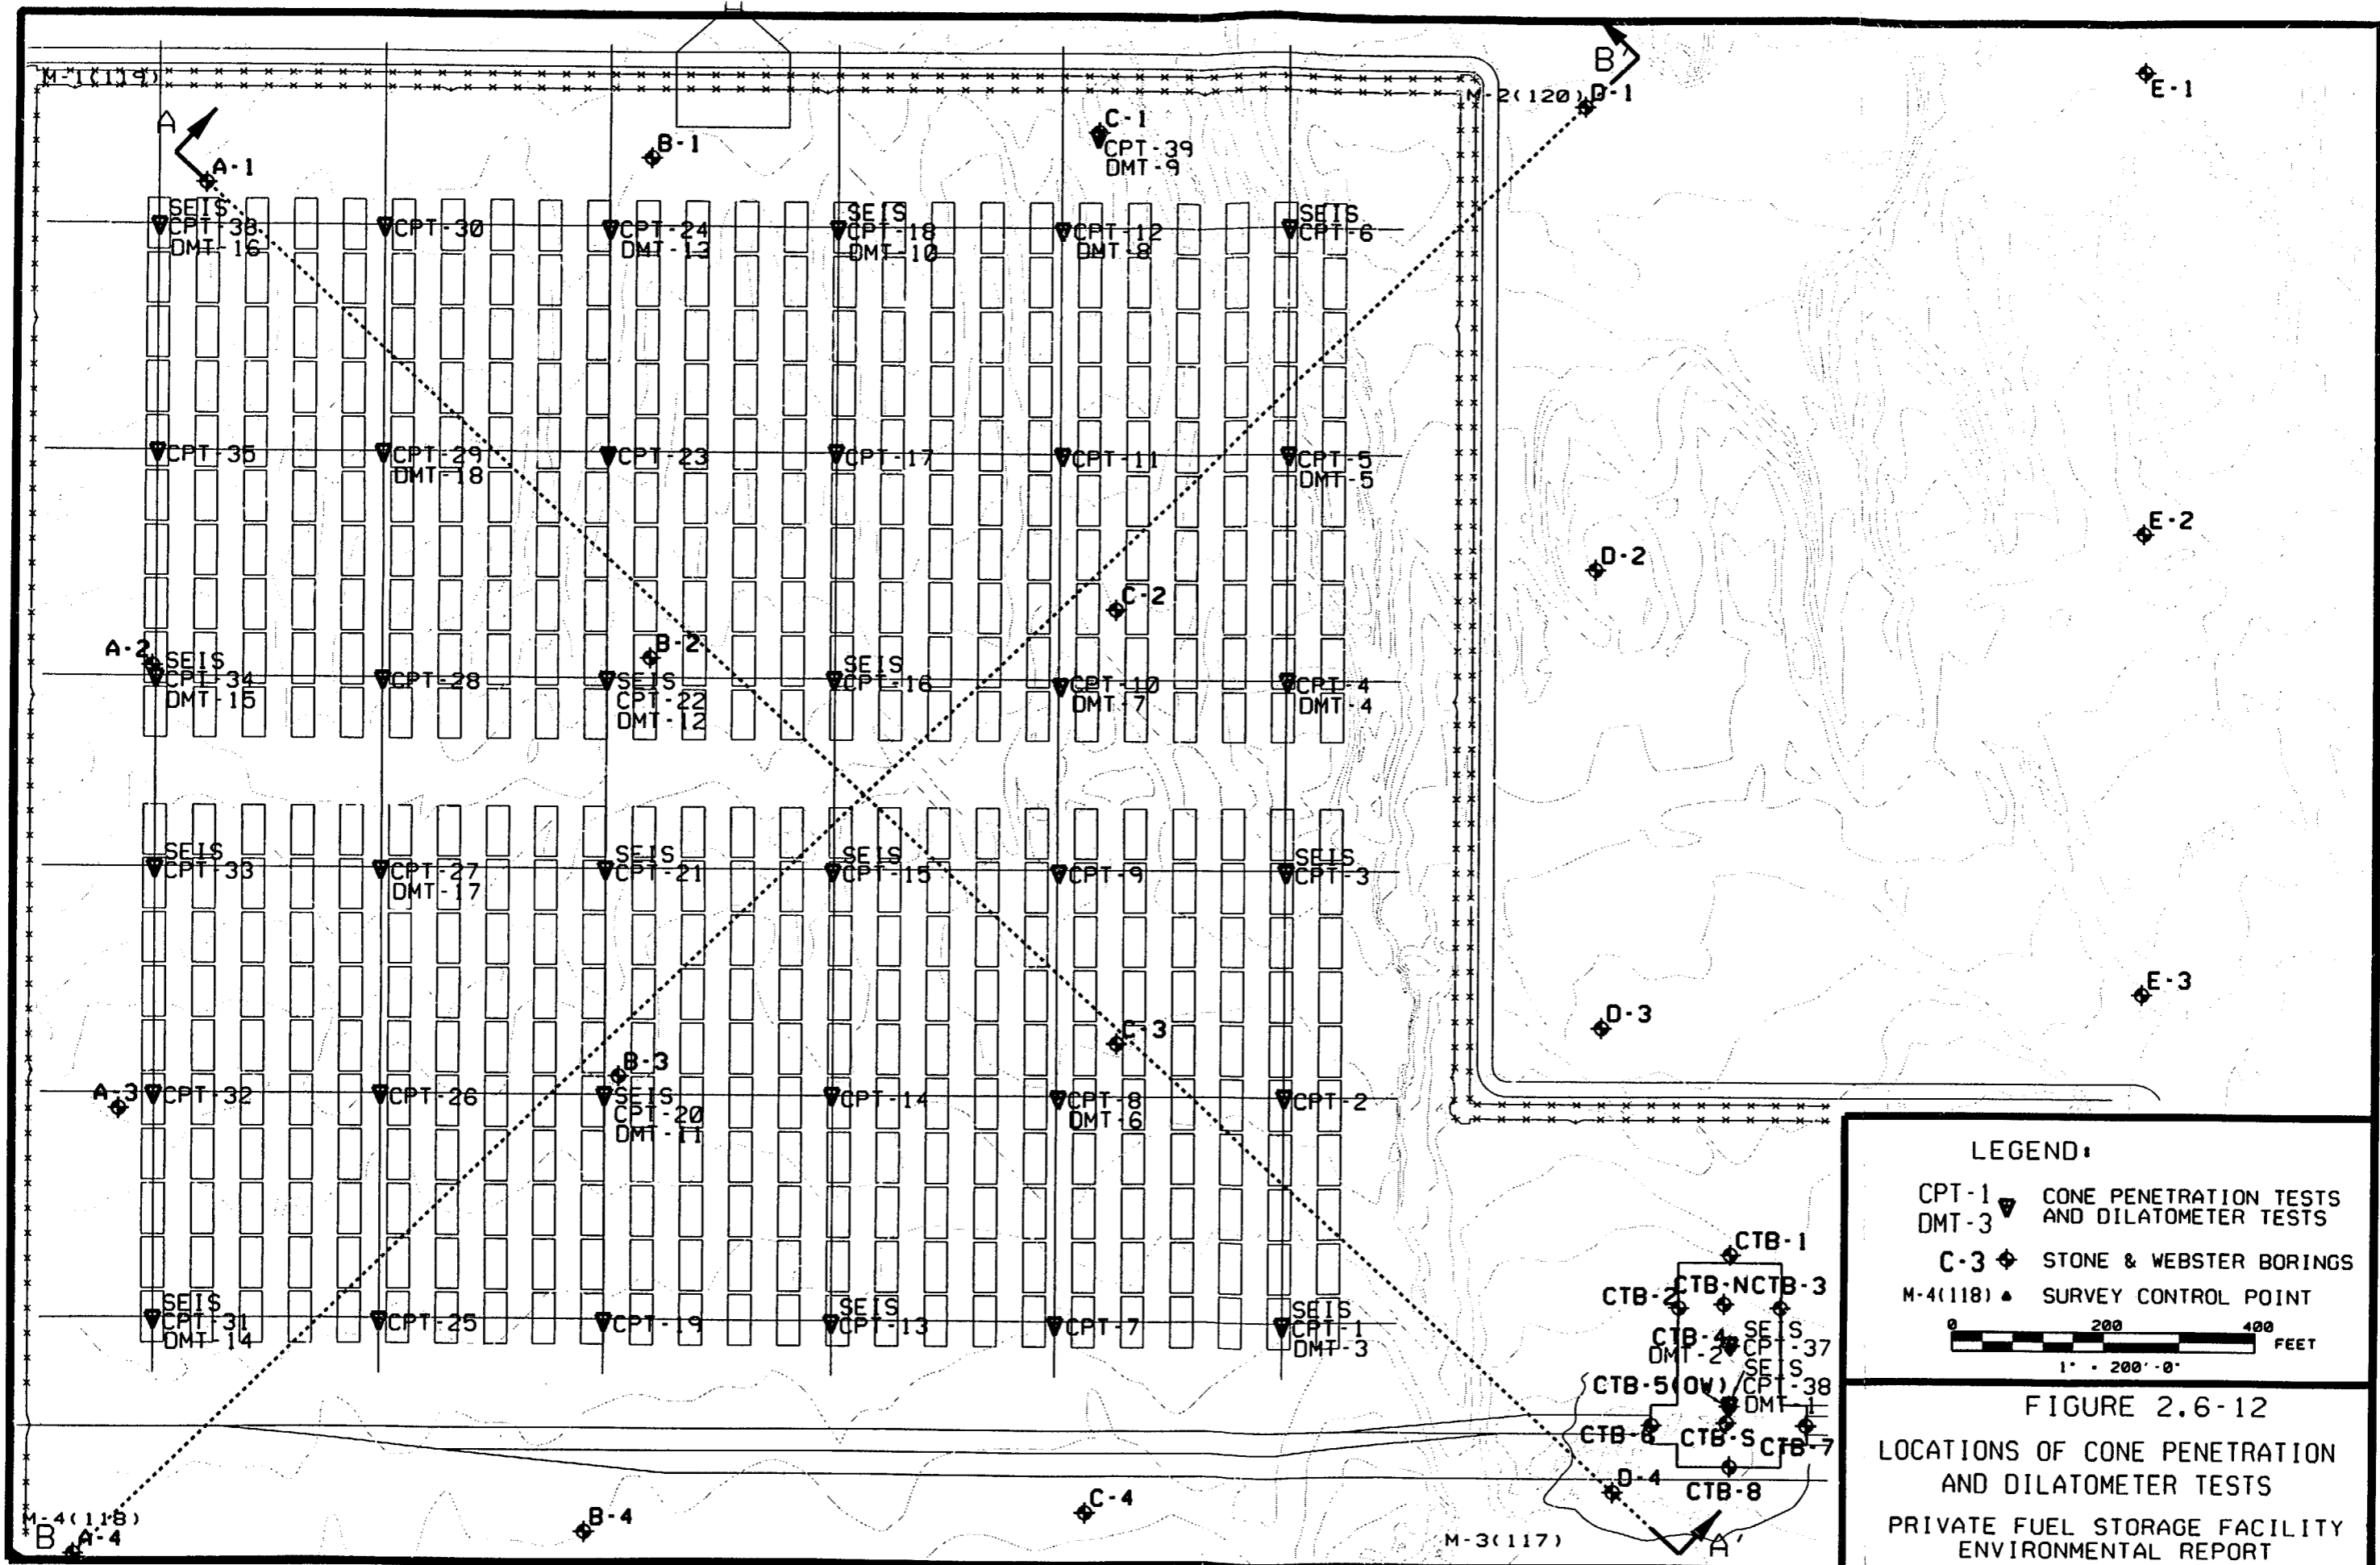 M-1(119)
B'
M-2(120)
D-1
E-1
A
A-1
B-1
C-1
CPT-39
DMT-9
SEIS
DMT-16
CPT-30
CPT-24
DMT-13
SEIS
CPT-18
DMT-10
CPT-12
DMT-8
SEIS
CPT-6
CPT-35
CPT-29
DMT-18
CPT-23
CPT-17
CPT-11
CPT-5
DMT-5
D-2
E-2
C-2
A-2
SEIS
CPT-34
DMT-15
CPT-28
B-2
SEIS
CPT-22
DMT-12
SEIS
CPT-16
CPT-10
DMT-7
CPT-4
DMT-4
SEIS
CPT-33
CPT-27
DMT-17
SEIS
CPT-21
SEIS
CPT-15
CPT-9
SEIS
CPT-3
D-3
E-3
A-3
CPT-32
CPT-26
B-3
SEIS
CPT-20
DMT-11
CPT-14
C-3
CPT-8
DMT-6
CPT-2
SEIS
CPT-31
DMT-14
CPT-25
CPT-19
SEIS
CPT-13
CPT-7
SEIS
CPT-1
DMT-3
CTB-1
CTB-2
CTB-N
CTB-3
CTB-4
DMT-2
SEIS
CPT-37
SEIS
CPT-38
DMT-1
CTB-5(OW)
CTB-6
CTB-S
CTB-7
CTB-8
D-4
M-4(118)
B
A-4
B-4
C-4
M-3(117)
A'
LEGEND:
CPT-1
DMT-3
CONE PENETRATION TESTS
AND DILATOMETER TESTS
C-3 STONE & WEBSTER BORINGS
M-4(118) SURVEY CONTROL POINT
0 200 400
FEET
1" - 200'-0"
FIGURE 2.6-12
LOCATIONS OF CONE PENETRATION
AND DILATOMETER TESTS
PRIVATE FUEL STORAGE FACILITY
ENVIRONMENTAL REPORT